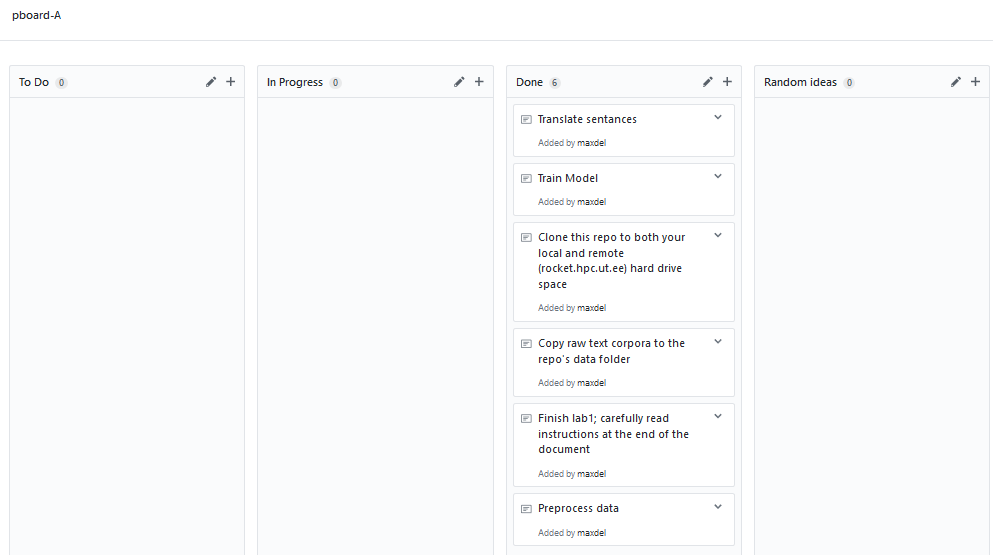 pboard-A
To Do 0
In Progress 0
Done 6
Random ideas 0
Translate sentances
Added by maxdel
Train Model
Added by maxdel
Clone this repo to both your
local and remote
(rocket.hpc.ut.ee) hard drive
space
Added by maxdel
Copy raw text corpora to the
repo's data folder
Added by maxdel
Finish lab1; carefully read
instructions at the end of the
document
Added by maxdel
Preprocess data
Added by maxdel